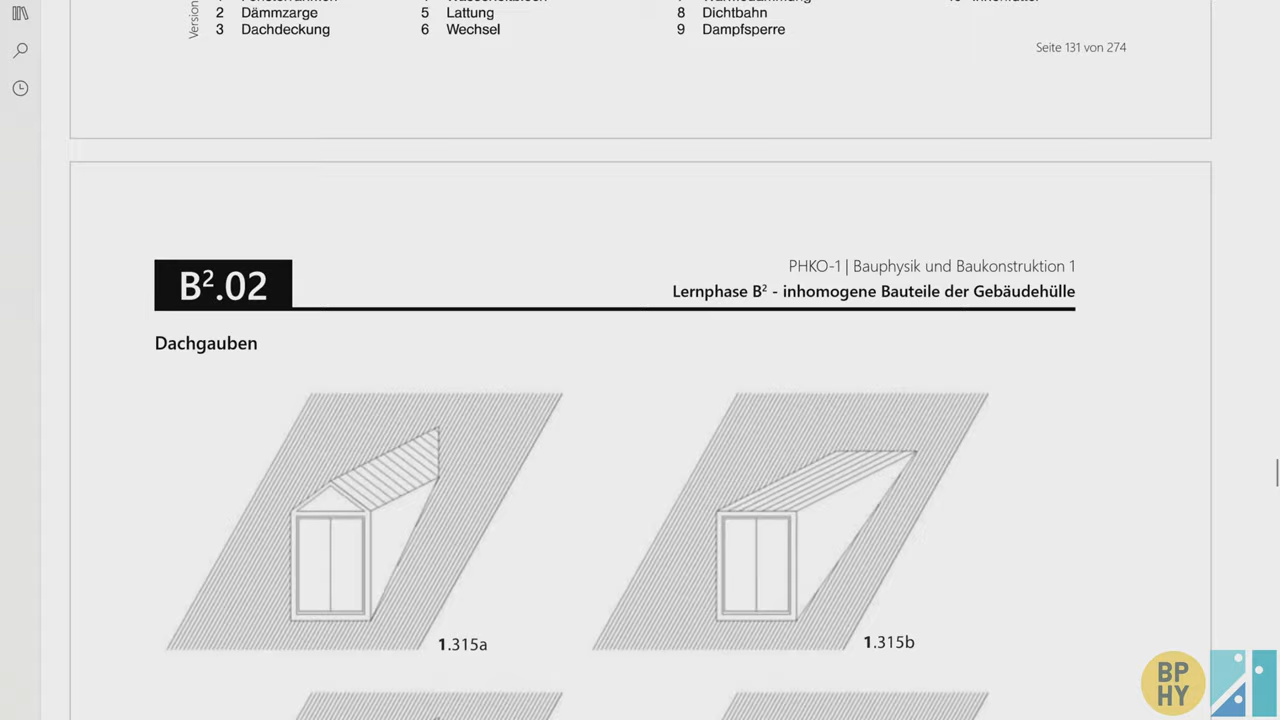 Version
2 Dämmzarge
3 Dachdeckung
5 Lattung
6 Wechsel
8 Dichtbahn
9 Dampfsperre
Seite 131 von 274
B².02
PHKO-1 | Bauphysik und Baukonstruktion 1
Lernphase B² - inhomogene Bauteile der Gebäudehülle
Dachgauben
1.315a
1.315b
BP
HY